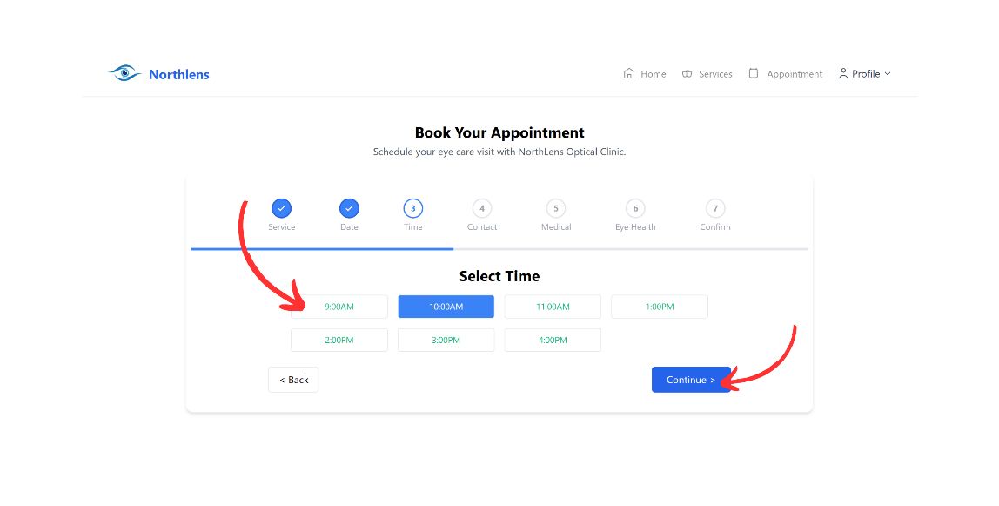 Northlens
Home Services Appointment Profile
Book Your Appointment
Schedule your eye care visit with NorthLens Optical Clinic.
3 4 5 6 7
Service Date Time Contact Medical Eye Health Confirm
Select Time
9:00AM 10:00AM 11:00AM 1:00PM
2:00PM 3:00PM 4:00PM
< Back Continue >